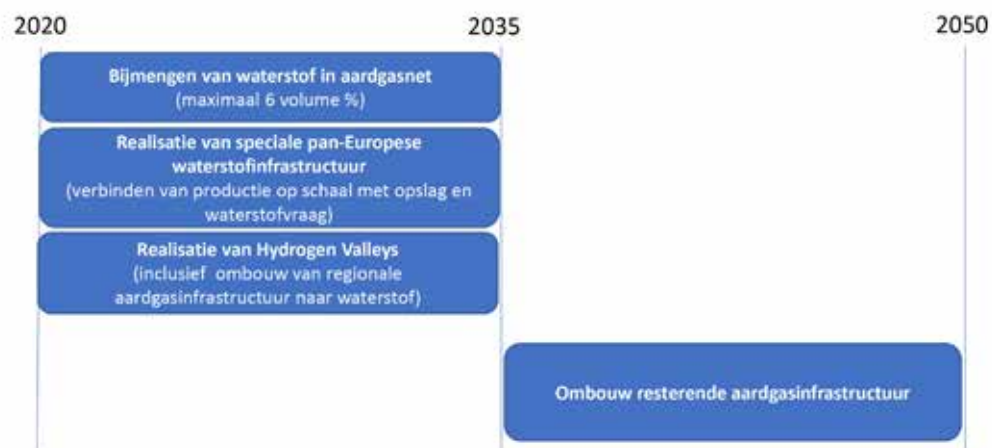 2020 2035 2050
Bijmengen van waterstof in aardgasnet
(maximaal 6 volume %)
Realisatie van speciale pan-Europese
waterstofinfrastructuur
(verbinden van productie op schaal met opslag en
waterstofvraag)
Realisatie van Hydrogen Valleys
(inclusief ombouw van regionale
aardgasinfrastructuur naar waterstof)
Ombouw resterende aardgasinfrastructuur